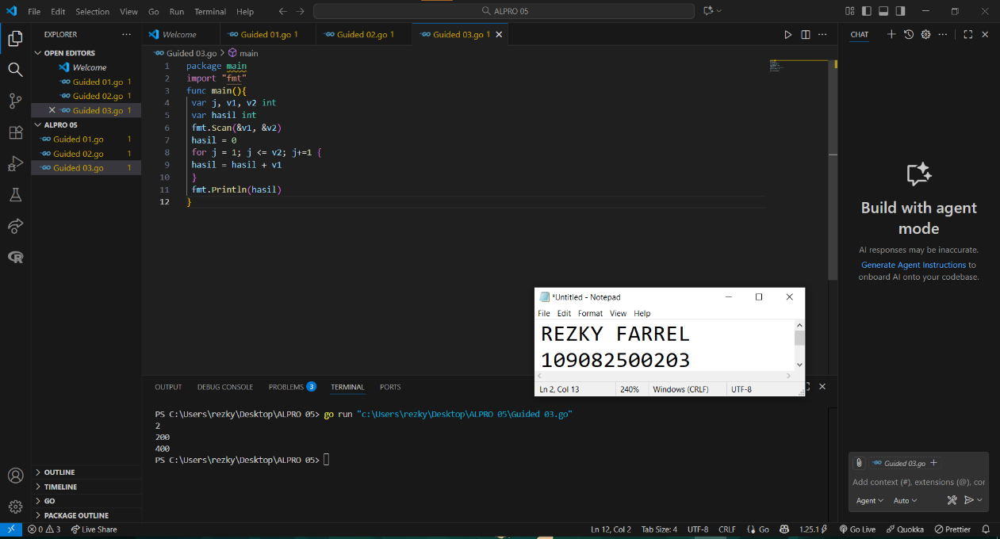 File Edit Selection View Go Run Terminal Help
ALPRO 05
EXPLORER
OPEN EDITORS
Welcome
Guided 01.go 1
Guided 02.go 1
Guided 03.go 1
ALPRO 05
Guided 01.go 1
Guided 02.go 1
Guided 03.go 1
OUTLINE
TIMELINE
GO
PACKAGE OUTLINE
Welcome Guided 01.go 1 Guided 02.go 1 Guided 03.go 1
Guided 03.go > main
1 package main
2 import "fmt"
3 func main(){
4 var j, v1, v2 int
5 var hasil int
6 fmt.Scan(&v1, &v2)
7 hasil = 0
8 for j = 1; j <= v2; j+=1 {
9 hasil = hasil + v1
10 }
11 fmt.Println(hasil)
12 }
*Untitled - Notepad
File Edit Format View Help
REZKY FARREL
109082500203
Ln 2, Col 13 240% Windows (CRLF) UTF-8
OUTPUT DEBUG CONSOLE PROBLEMS 3 TERMINAL PORTS
PS C:\Users\rezky\Desktop\ALPRO 05> go run "c:\Users\rezky\Desktop\ALPRO 05\Guided 03.go"
2
200
400
PS C:\Users\rezky\Desktop\ALPRO 05>
CHAT
Build with agent
mode
AI responses may be inaccurate.
Generate Agent Instructions to
onboard AI onto your codebase.
Guided 03.go
Add context (#), extensions (@), cor
Agent Auto
0 3 Live Share Ln 12, Col 2 Tab Size: 4 UTF-8 CRLF Go 1.25.1 Go Live Quokka Prettier